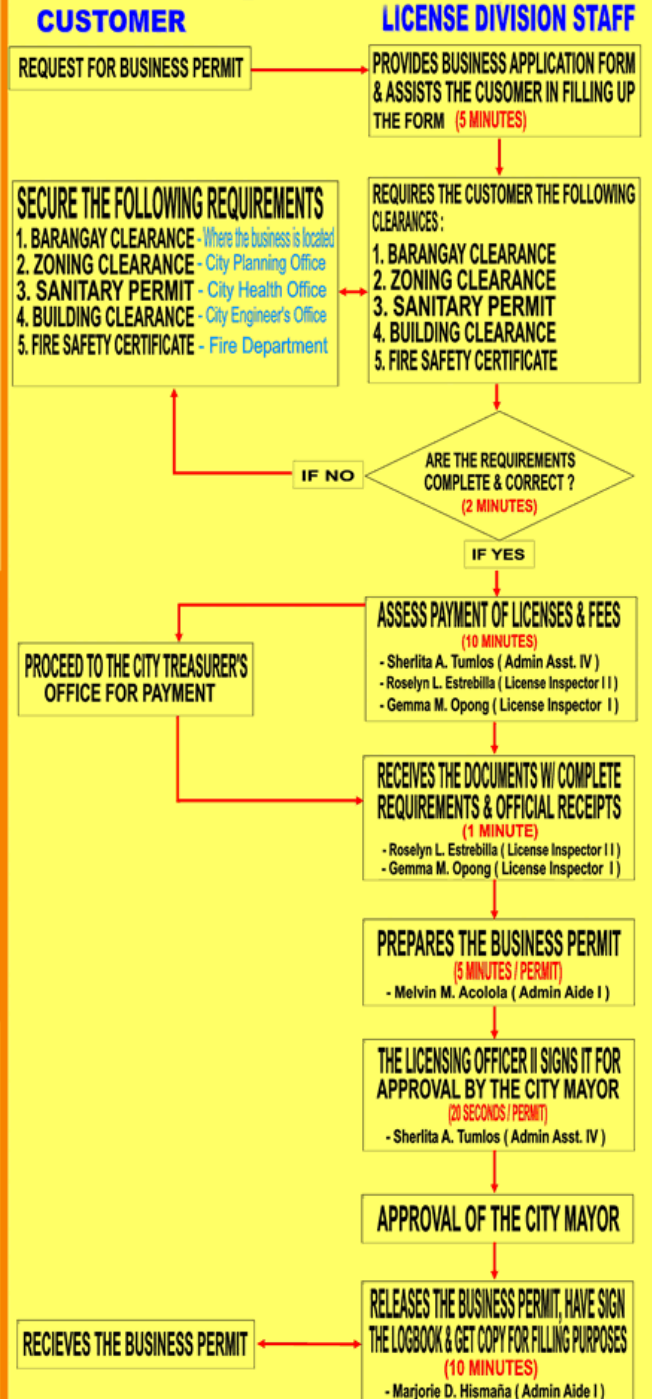 CUSTOMER
LICENSE DIVISION STAFF
REQUEST FOR BUSINESS PERMIT
PROVIDES BUSINESS APPLICATION FORM
& ASSISTS THE CUSOMER IN FILLING UP
THE FORM (5 MINUTES)
SECURE THE FOLLOWING REQUIREMENTS
1. BARANGAY CLEARANCE - Where the business is located
2. ZONING CLEARANCE - City Planning Office
3. SANITARY PERMIT - City Health Office
4. BUILDING CLEARANCE - City Engineer's Office
5. FIRE SAFETY CERTIFICATE - Fire Department
REQUIRES THE CUSTOMER THE FOLLOWING
CLEARANCES :
1. BARANGAY CLEARANCE
2. ZONING CLEARANCE
3. SANITARY PERMIT
4. BUILDING CLEARANCE
5. FIRE SAFETY CERTIFICATE
IF NO
ARE THE REQUIREMENTS
COMPLETE & CORRECT ?
(2 MINUTES)
IF YES
ASSESS PAYMENT OF LICENSES & FEES
(10 MINUTES)
- Sherlita A. Tumlos ( Admin Asst. IV )
- Roselyn L. Estrebilla ( License Inspector I I )
- Gemma M. Opong ( License Inspector I )
PROCEED TO THE CITY TREASURER'S
OFFICE FOR PAYMENT
RECEIVES THE DOCUMENTS W/ COMPLETE
REQUIREMENTS & OFFICIAL RECEIPTS
(1 MINUTE)
- Roselyn L. Estrebilla ( License Inspector I I )
- Gemma M. Opong ( License Inspector I )
PREPARES THE BUSINESS PERMIT
(5 MINUTES / PERMIT)
- Melvin M. Acolola ( Admin Aide I )
THE LICENSING OFFICER II SIGNS IT FOR
APPROVAL BY THE CITY MAYOR
(20 SECONDS / PERMIT)
- Sherlita A. Tumlos ( Admin Asst. IV )
APPROVAL OF THE CITY MAYOR
RECIEVES THE BUSINESS PERMIT
RELEASES THE BUSINESS PERMIT, HAVE SIGN
THE LOGBOOK & GET COPY FOR FILLING PURPOSES
(10 MINUTES)
- Marjorie D. Hismaña ( Admin Aide I )